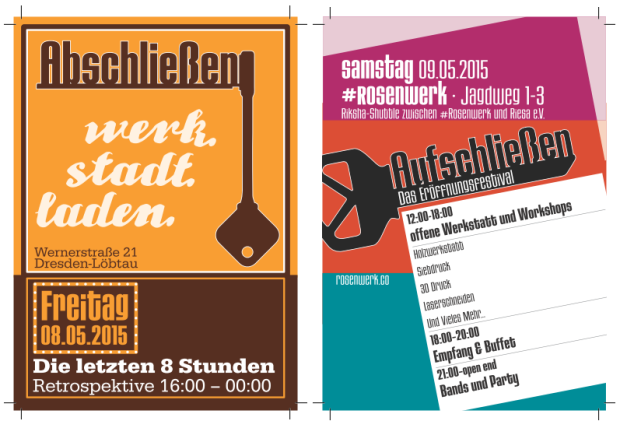 Abschließen
werk.
stadt.
laden.
Wernerstraße 21
Dresden-Löbtau
Freitag
08.05.2015
Die letzten 8 Stunden
Retrospektive 16:00 – 00:00
Samstag 09.05.2015
#Rosenwerk · Jagdweg 1-3
Riksha-Shubble zwischen #Rosenwerk und Riesa e.V.
Aufschließen
Das Eröffnungsfestival
12:00-18:00
offene Werkstatt und Workshops
Holzwerkstabb
Siebdruck
3D Druck
Laserschneiden
Und Vieles Mehr...
18:00-20:00
Empfang & Buffet
21:00-open end
Bands und Party
rosenwerk.co